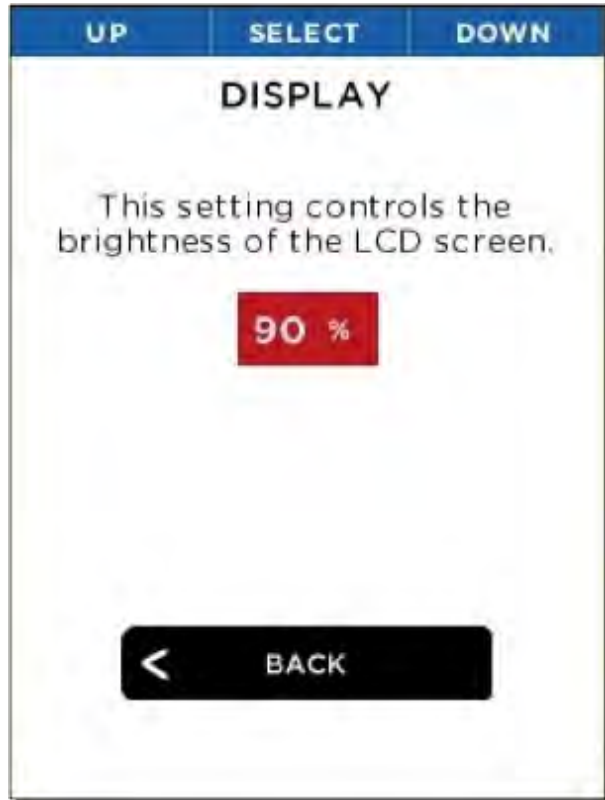 UP SELECT DOWN
DISPLAY
This setting controls the
brightness of the LCD screen.
90 %
< BACK